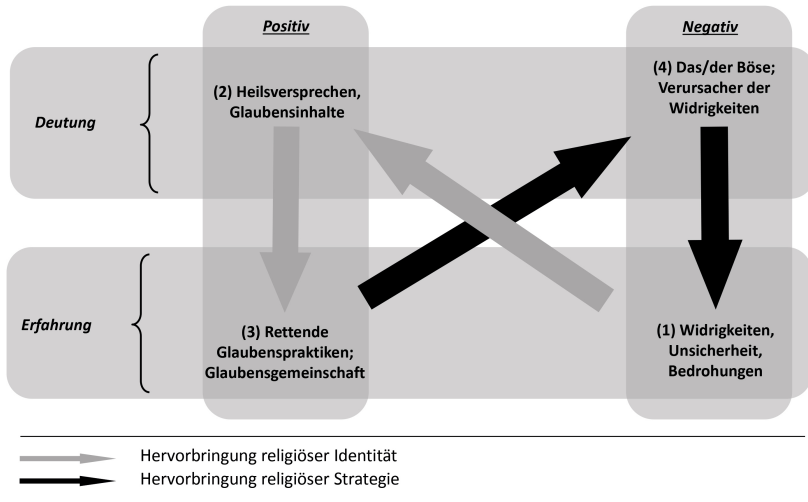 Positiv
Negativ
Deutung
(2) Heilsversprechen,
Glaubensinhalte
(4) Das/der Böse;
Verursacher der
Widrigkeiten
Erfahrung
(3) Rettende
Glaubenspraktiken;
Glaubensgemeinschaft
(1) Widrigkeiten,
Unsicherheit,
Bedrohungen
Hervorbringung religiöser Identität
Hervorbringung religiöser Strategie